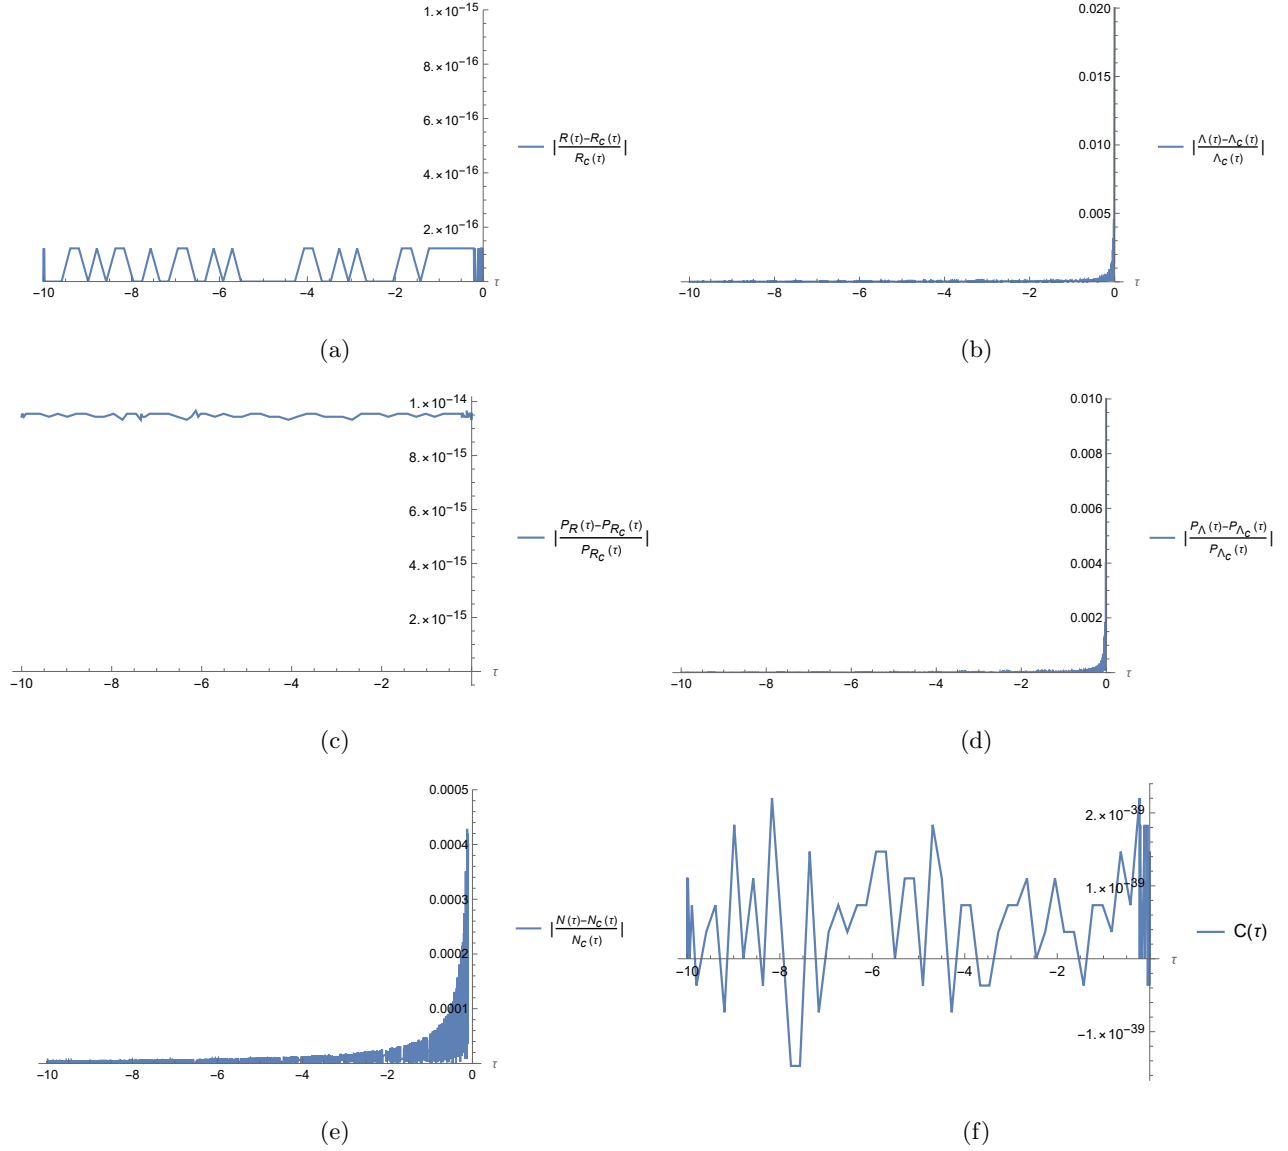 1.×10⁻¹⁵
8.×10⁻¹⁶
6.×10⁻¹⁶
4.×10⁻¹⁶
2.×10⁻¹⁶
−10 −8 −6 −4 −2 0 τ
|R(τ)−R_c(τ)/R_c(τ)|
(a)
0.020
0.015
0.010
0.005
−10 −8 −6 −4 −2 0 τ
|Λ(τ)−Λ_c(τ)/Λ_c(τ)|
(b)
1.×10⁻¹⁴
8.×10⁻¹⁵
6.×10⁻¹⁵
4.×10⁻¹⁵
2.×10⁻¹⁵
−10 −8 −6 −4 −2 τ
|P_R(τ)−P_{R_c}(τ)/P_{R_c}(τ)|
(c)
0.010
0.008
0.006
0.004
0.002
−10 −8 −6 −4 −2 0 τ
|P_Λ(τ)−P_{Λ_c}(τ)/P_{Λ_c}(τ)|
(d)
0.0005
0.0004
0.0003
0.0002
0.0001
−10 −8 −6 −4 −2 0 τ
|N(τ)−N_c(τ)/N_c(τ)|
(e)
2.×10⁻³⁹
1.×10⁻³⁹
−10 −8 −6 −4 −2 τ
−1.×10⁻³⁹
C(τ)
(f)